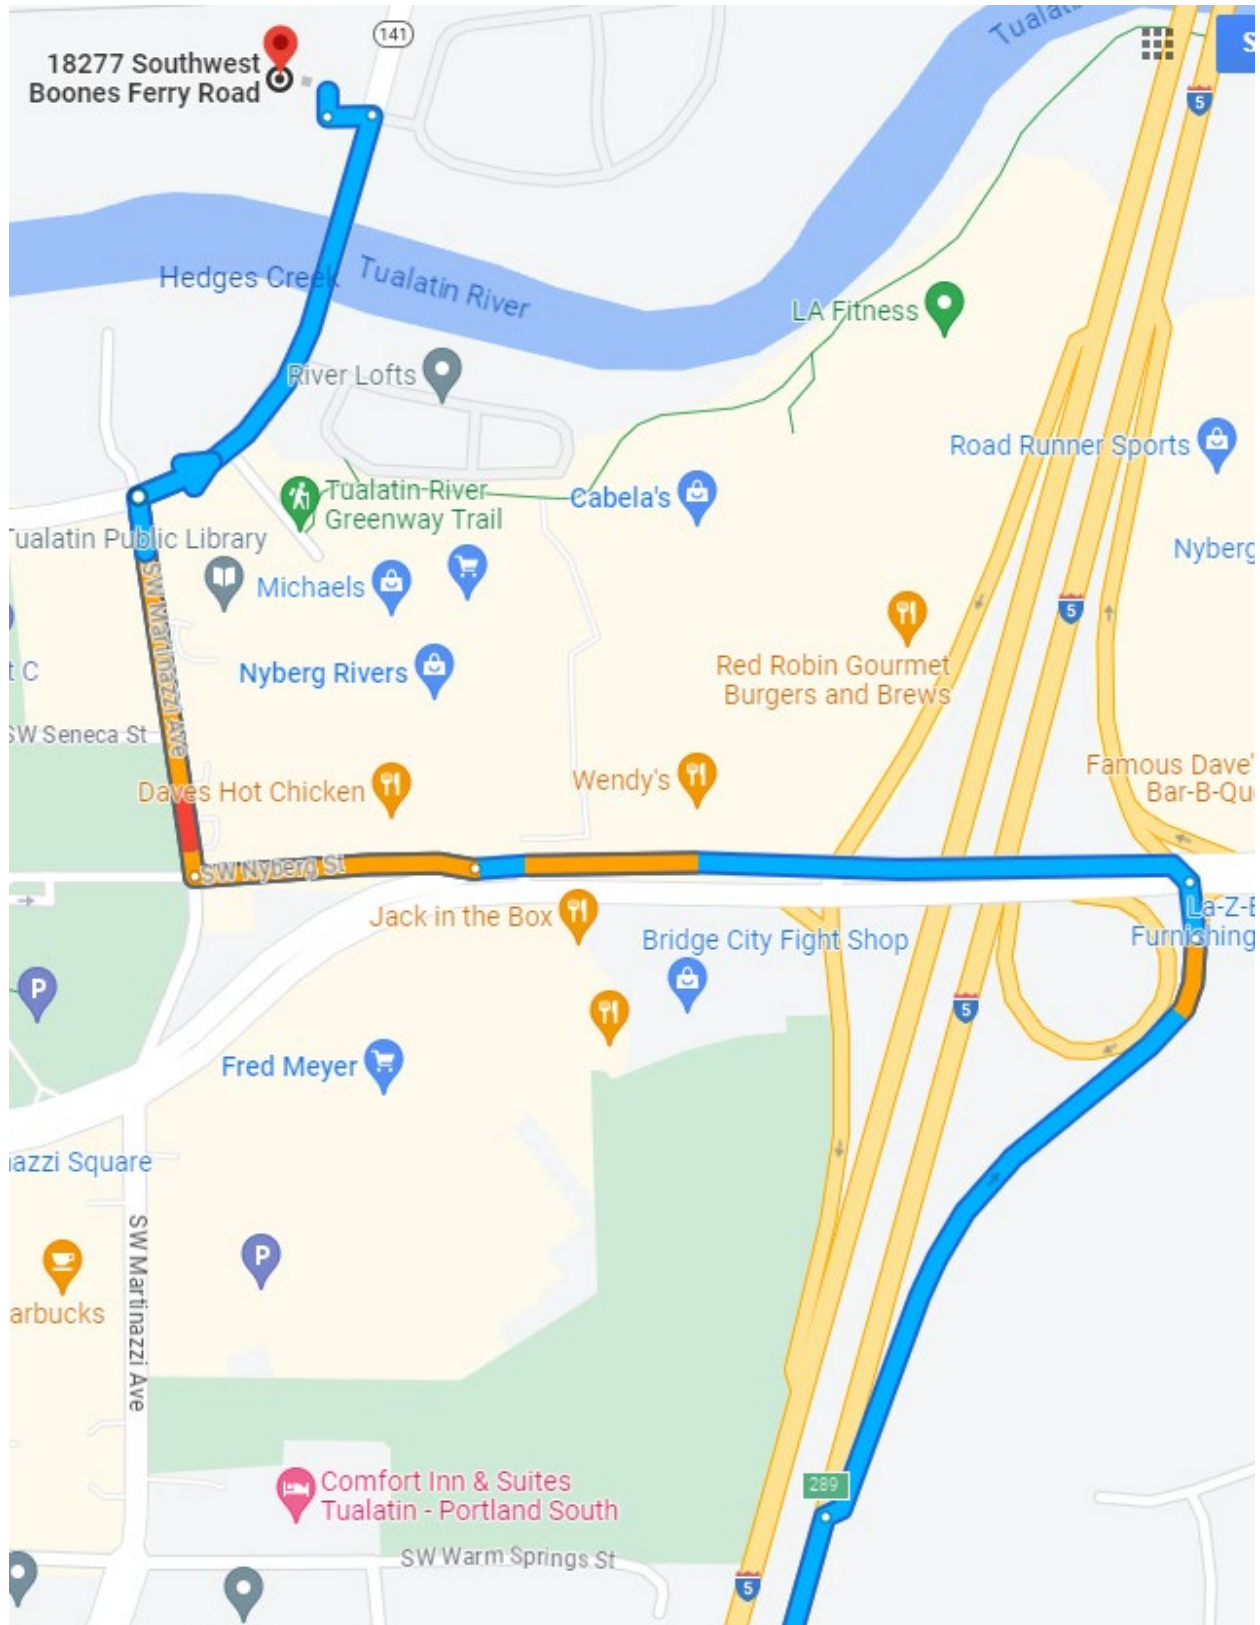 141
Tualatin
S
18277 Southwest
Boones Ferry Road
5
Hedges Creek
Tualatin River
LA Fitness
River Lofts
Road Runner Sports
Tualatin River
Greenway Trail
Cabela's
Tualatin Public Library
Nyberg
Michaels
5
SW Martinazzi Ave
t C
Nyberg Rivers
Red Robin Gourmet
Burgers and Brews
SW Seneca St
Daves Hot Chicken
Wendy's
Famous Dave'
Bar-B-Qu
SW Nyberg St
Jack in the Box
La-Z-B
Furnishing
Bridge City Fight Shop
P
5
Fred Meyer
azzi Square
SW Martinazzi Ave
P
arbucks
Comfort Inn & Suites
Tualatin - Portland South
289
SW Warm Springs St
5